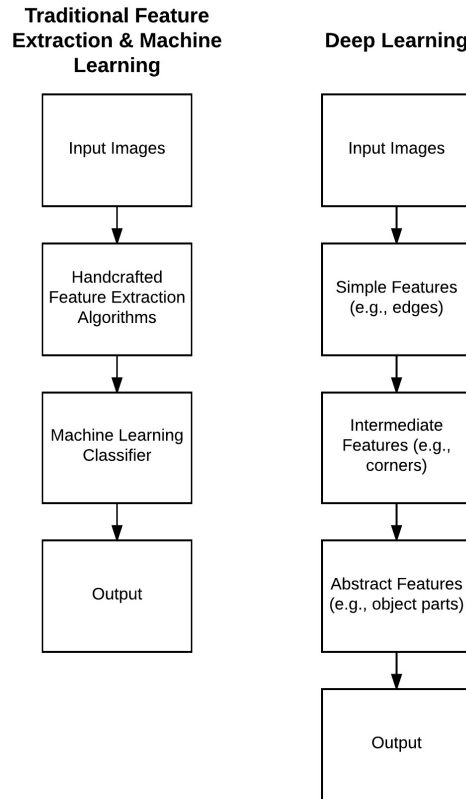 Traditional Feature
Extraction & Machine
Learning
Input Images
Handcrafted
Feature Extraction
Algorithms
Machine Learning
Classifier
Output
Deep Learning
Input Images
Simple Features
(e.g., edges)
Intermediate
Features (e.g.,
corners)
Abstract Features
(e.g., object parts)
Output